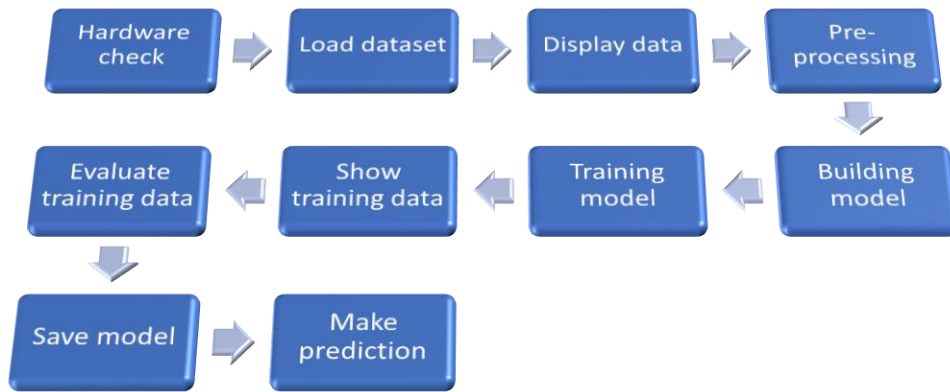 Hardware
check
Load dataset
Display data
Pre-
processing
Building
model
Training
model
Show
training data
Evaluate
training data
Save model
Make
prediction